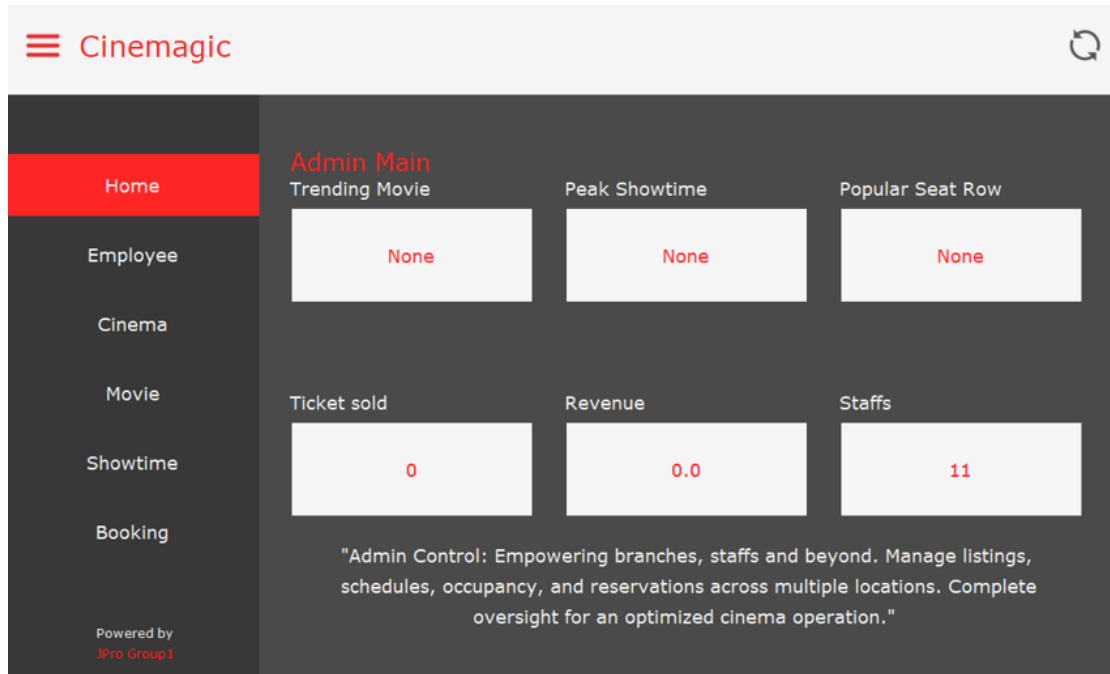 Cinemagic
Home
Employee
Cinema
Movie
Showtime
Booking
Powered by
JPro Group1
Admin Main
Trending Movie
Peak Showtime
Popular Seat Row
None
None
None
Ticket sold
Revenue
Staffs
0
0.0
11
"Admin Control: Empowering branches, staffs and beyond. Manage listings,
schedules, occupancy, and reservations across multiple locations. Complete
oversight for an optimized cinema operation."